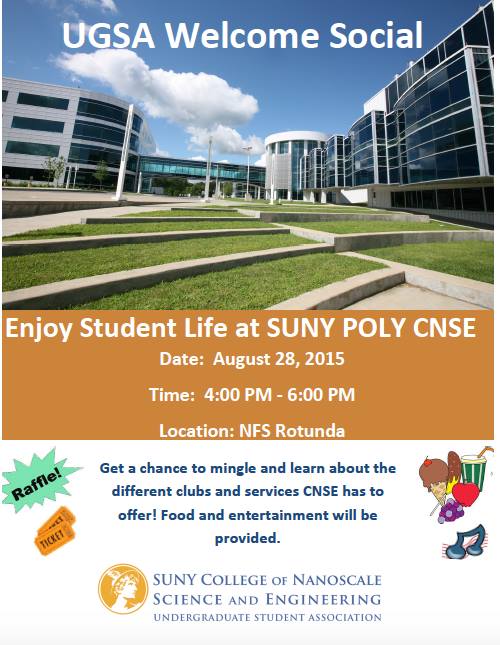 UGSA Welcome Social
Enjoy Student Life at SUNY POLY CNSE
Date: August 28, 2015
Time: 4:00 PM - 6:00 PM
Location: NFS Rotunda
Raffle!
TICKET
Get a chance to mingle and learn about the
different clubs and services CNSE has to
offer! Food and entertainment will be
provided.
SUNY COLLEGE OF NANOSCALE
SCIENCE AND ENGINEERING
UNDERGRADUATE STUDENT ASSOCIATION